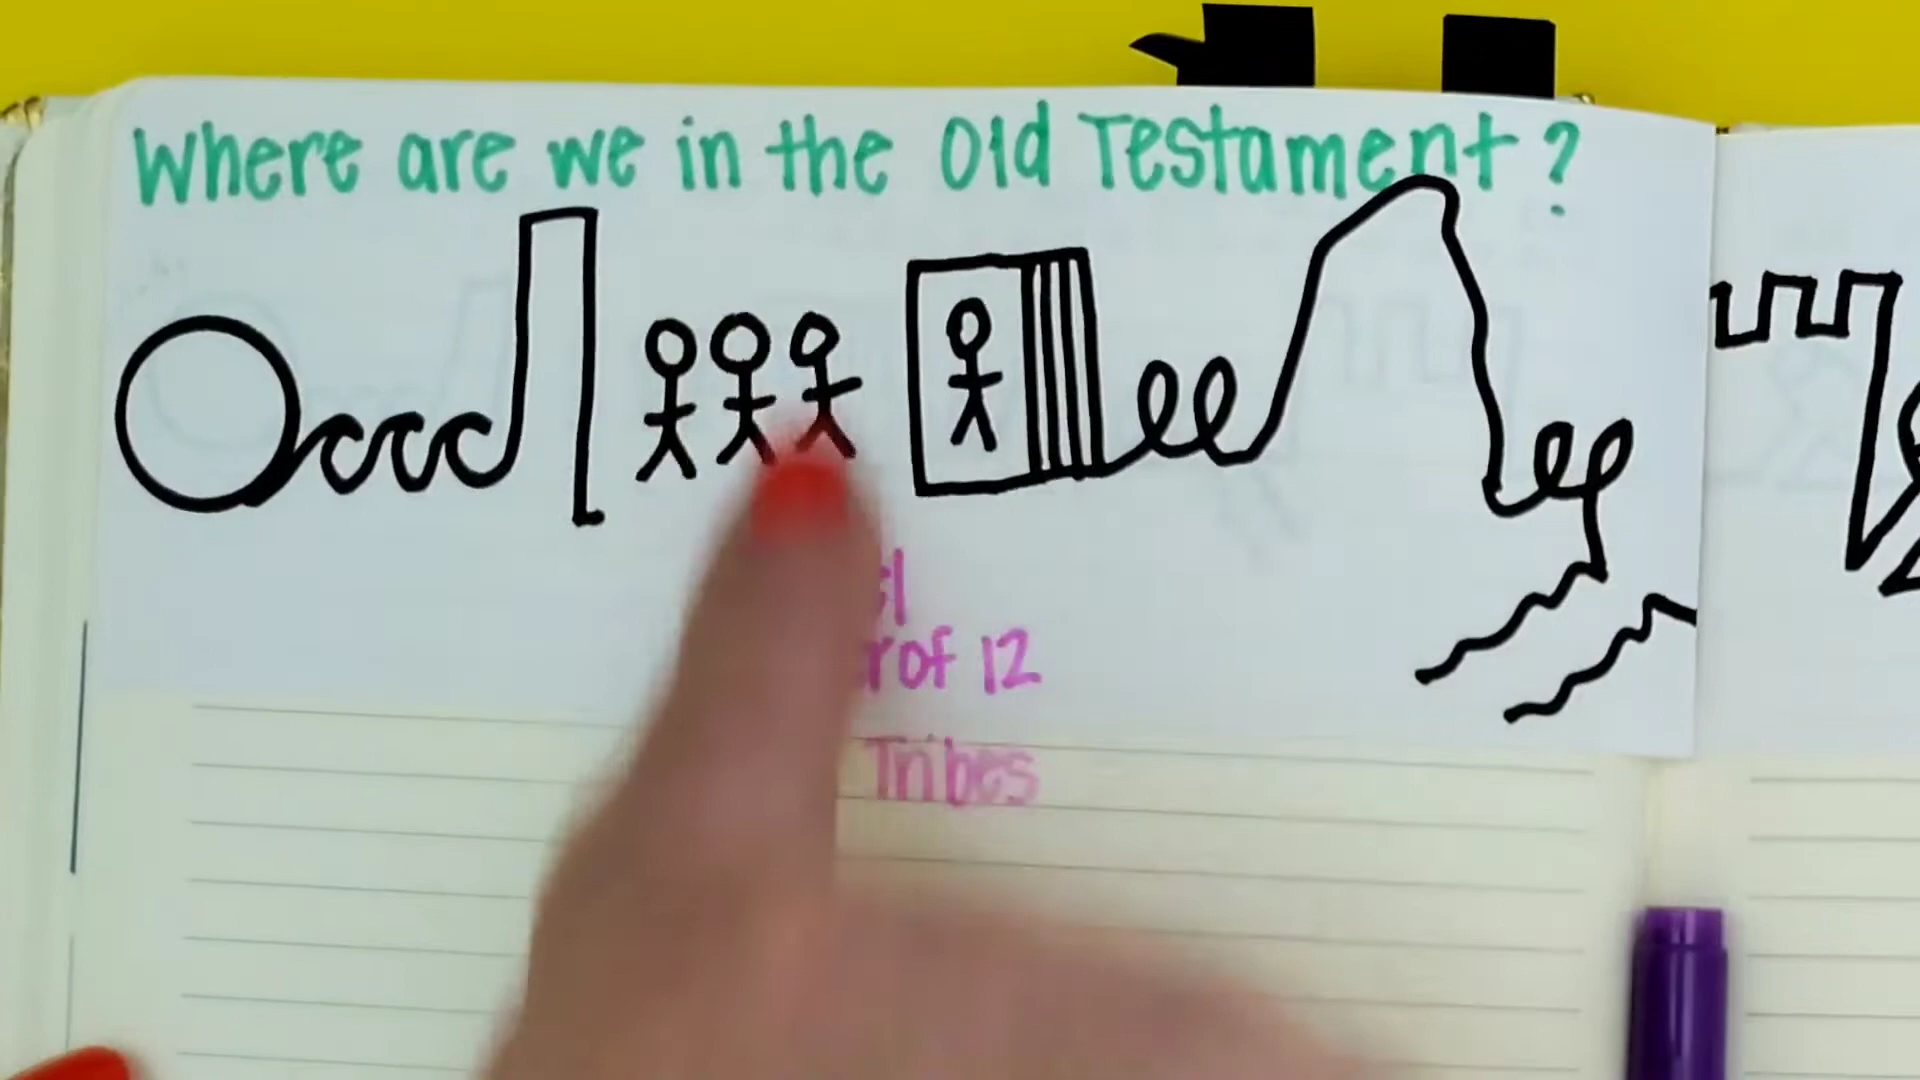 Where are we in the Old Testament?
of 12
Tribes